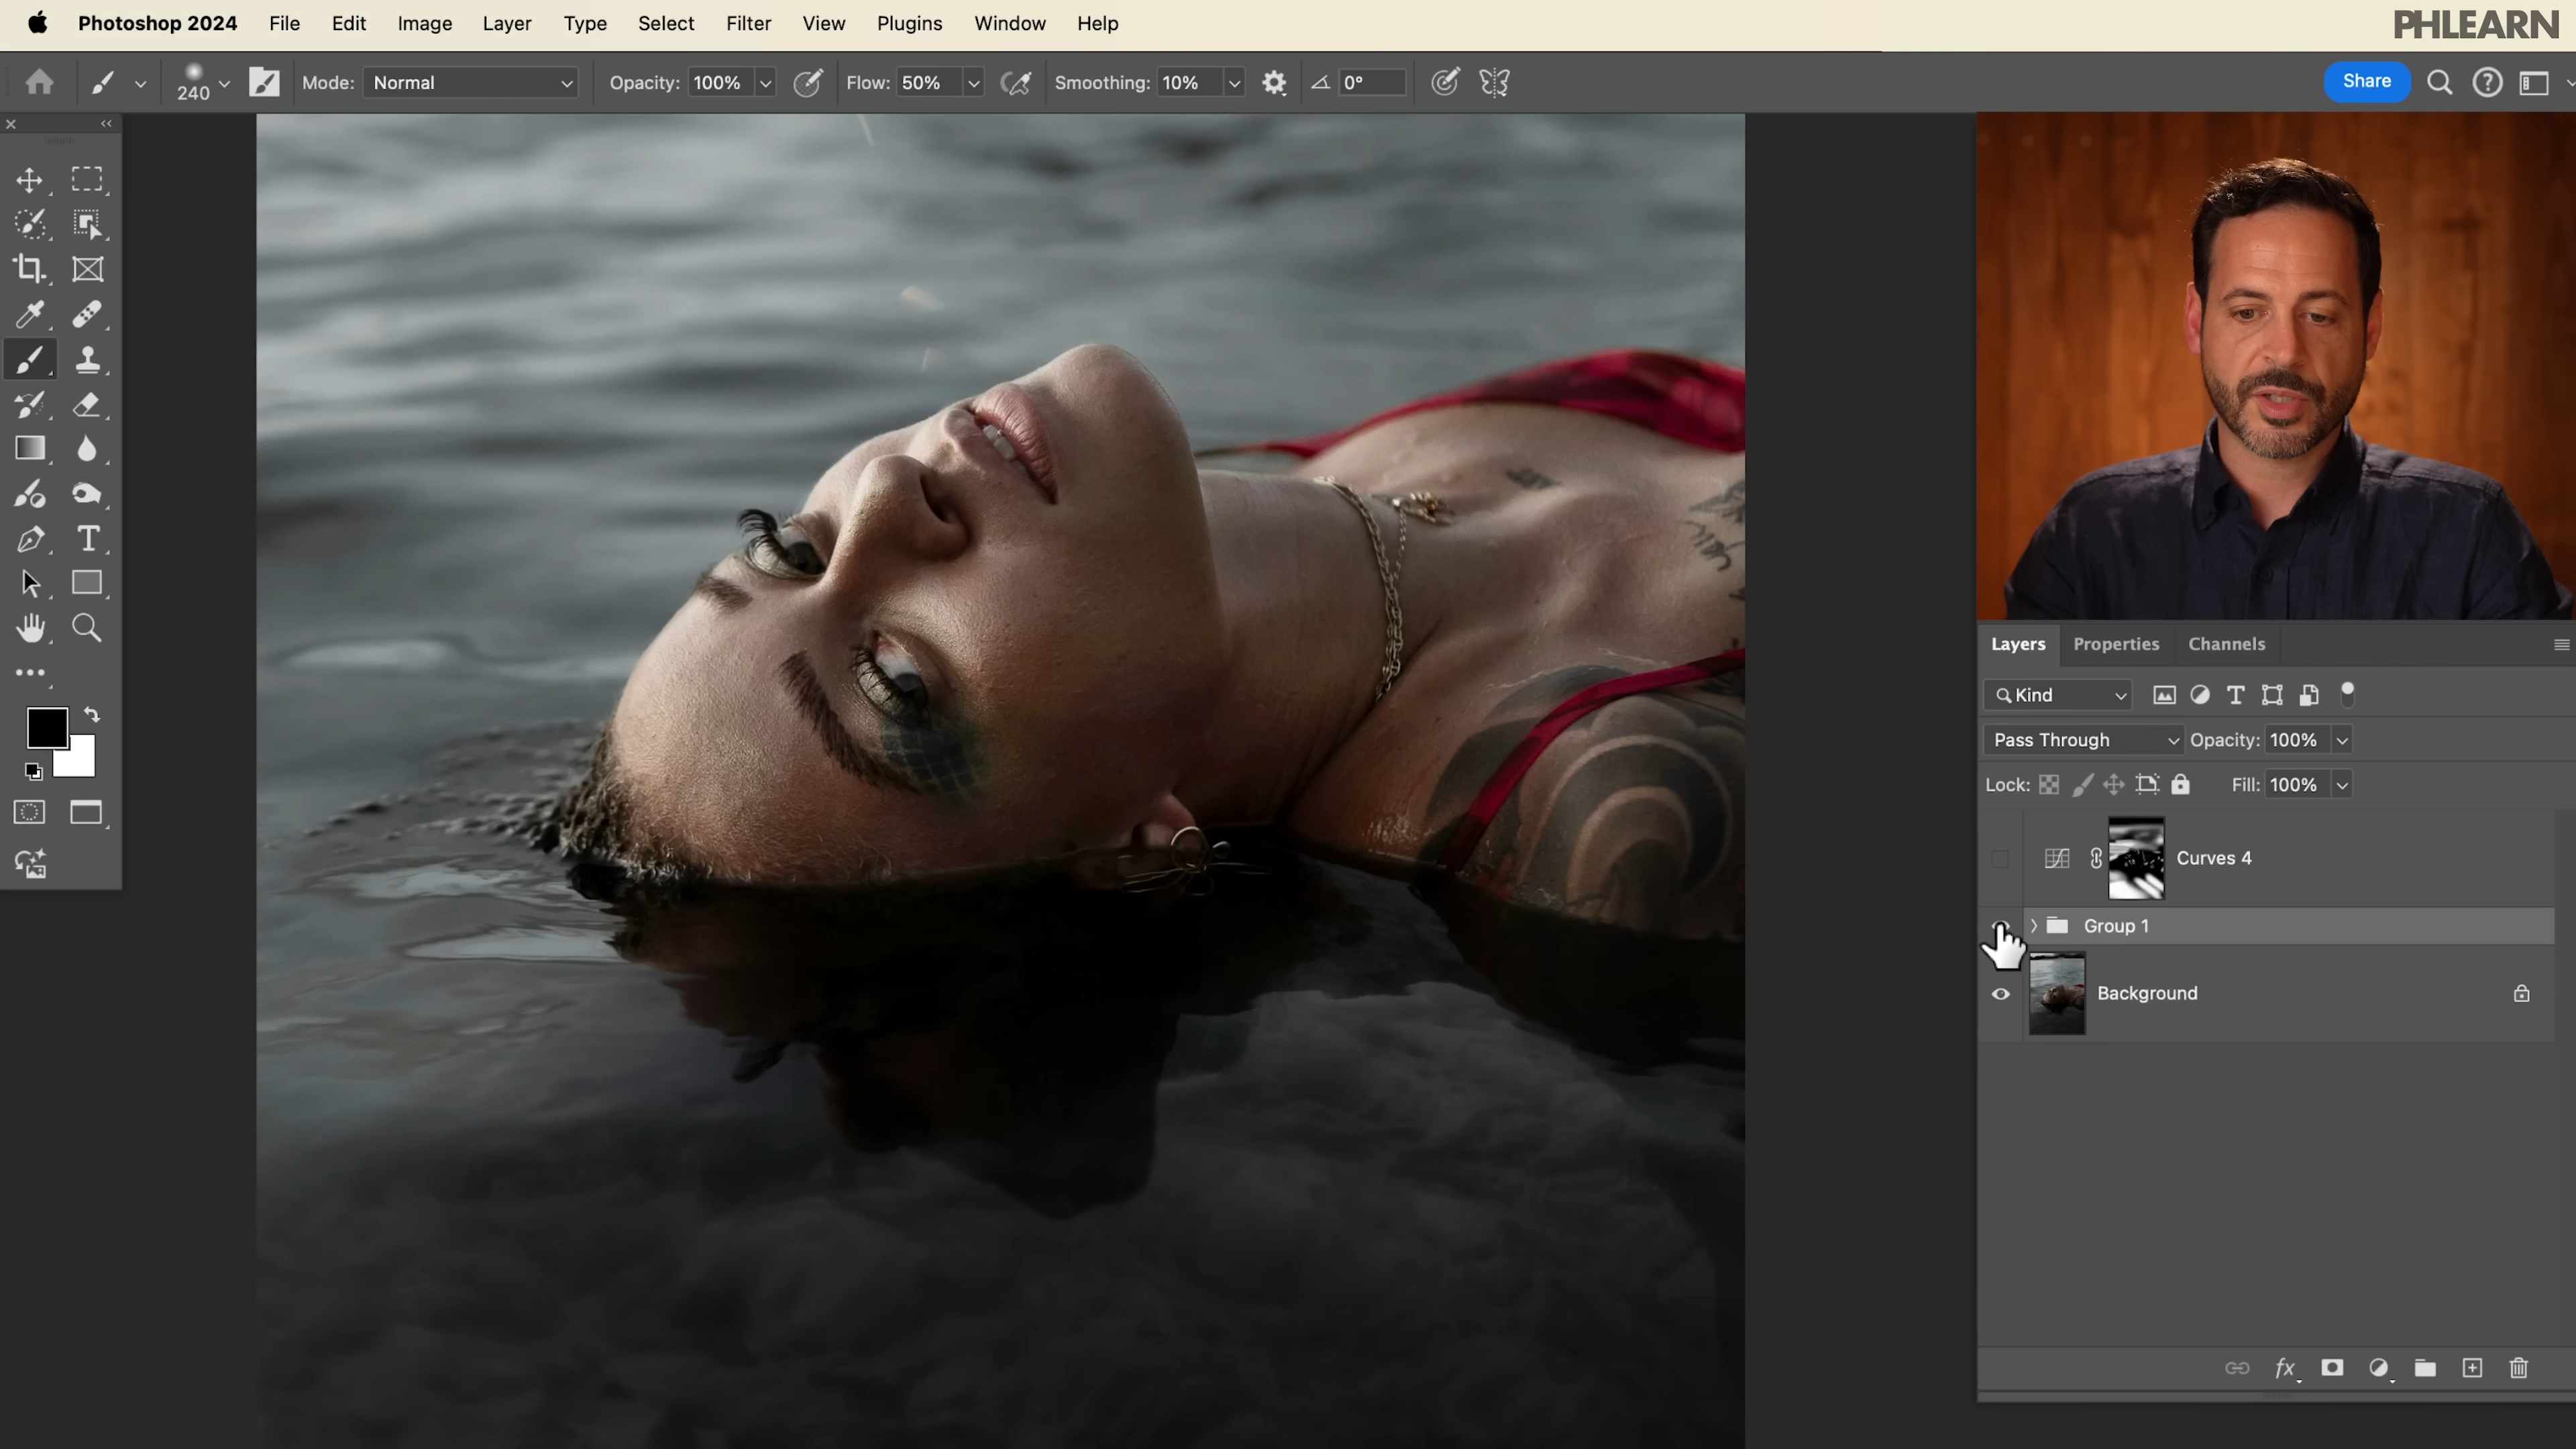 Photoshop 2024 File Edit Image Layer Type Select Filter View Plugins Window Help
PHLEARN
240 Mode: Normal Opacity: 100% Flow: 50% Smoothing: 10% 0° Share
Layers Properties Channels
Kind
Pass Through Opacity: 100%
Lock: Fill: 100%
Curves 4
Group 1
Background
fx